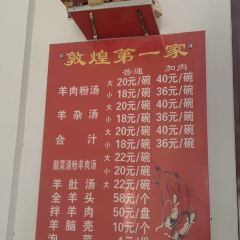 敦煌第一家
普通 加肉
羊肉粉汤 大 20元/碗 40元/碗
小 18元/碗 36元/碗
羊杂汤 大 20元/碗 40元/碗
小 18元/碗 36元/碗
合汁 大 20元/碗 40元/碗
小 18元/碗 36元/碗
大 22元/碗
酸菜清粉羊肉汤 小 20元/碗
羊肚汤 大 22元/碗
全羊头 58元/个
拌羊肉 50元/盘
羊脑壳 10元/个